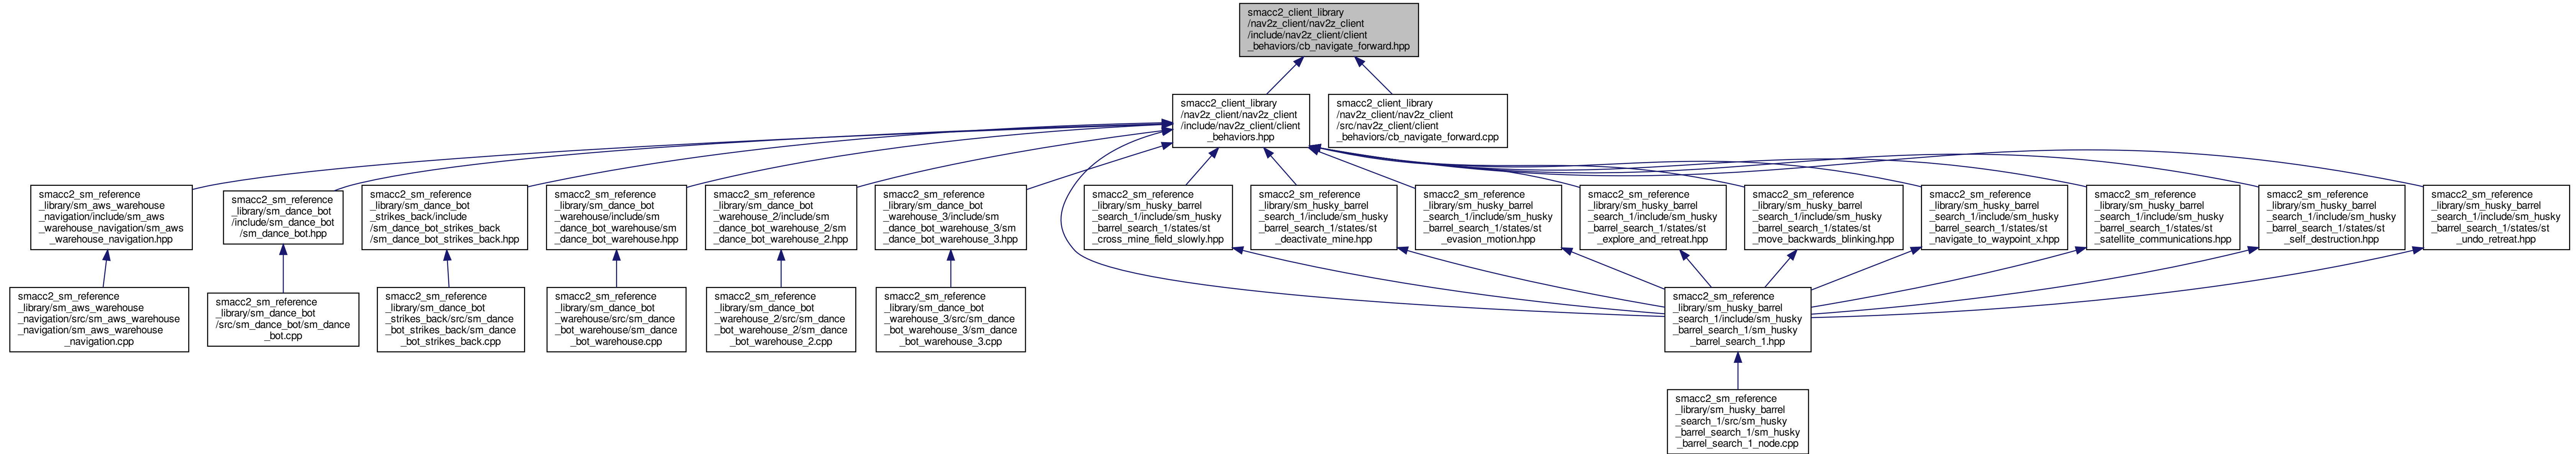 smacc2_client_library
/nav2z_client/nav2z_client
/include/nav2z_client/client
_behaviors/cb_navigate_forward.hpp
smacc2_client_library
/nav2z_client/nav2z_client
/include/nav2z_client/client
_behaviors.hpp
smacc2_client_library
/nav2z_client/nav2z_client
/src/nav2z_client/client
_behaviors/cb_navigate_forward.cpp
smacc2_sm_reference
_library/sm_aws_warehouse
_navigation/include/sm_aws
_warehouse_navigation/sm_aws
_warehouse_navigation.hpp
smacc2_sm_reference
_library/sm_dance_bot
/include/sm_dance_bot
/sm_dance_bot.hpp
smacc2_sm_reference
_library/sm_dance_bot
_strikes_back/include
/sm_dance_bot_strikes_back
/sm_dance_bot_strikes_back.hpp
smacc2_sm_reference
_library/sm_dance_bot
_warehouse/include/sm
_dance_bot_warehouse/sm
_dance_bot_warehouse.hpp
smacc2_sm_reference
_library/sm_dance_bot
_warehouse_2/include/sm
_dance_bot_warehouse_2/sm
_dance_bot_warehouse_2.hpp
smacc2_sm_reference
_library/sm_dance_bot
_warehouse_3/include/sm
_dance_bot_warehouse_3/sm
_dance_bot_warehouse_3.hpp
smacc2_sm_reference
_library/sm_husky_barrel
_search_1/include/sm_husky
_barrel_search_1/states/st
_cross_mine_field_slowly.hpp
smacc2_sm_reference
_library/sm_husky_barrel
_search_1/include/sm_husky
_barrel_search_1/states/st
_deactivate_mine.hpp
smacc2_sm_reference
_library/sm_husky_barrel
_search_1/include/sm_husky
_barrel_search_1/states/st
_evasion_motion.hpp
smacc2_sm_reference
_library/sm_husky_barrel
_search_1/include/sm_husky
_barrel_search_1/states/st
_explore_and_retreat.hpp
smacc2_sm_reference
_library/sm_husky_barrel
_search_1/include/sm_husky
_barrel_search_1/states/st
_move_backwards_blinking.hpp
smacc2_sm_reference
_library/sm_husky_barrel
_search_1/include/sm_husky
_barrel_search_1/states/st
_navigate_to_waypoint_x.hpp
smacc2_sm_reference
_library/sm_husky_barrel
_search_1/include/sm_husky
_barrel_search_1/states/st
_satellite_communications.hpp
smacc2_sm_reference
_library/sm_husky_barrel
_search_1/include/sm_husky
_barrel_search_1/states/st
_self_destruction.hpp
smacc2_sm_reference
_library/sm_husky_barrel
_search_1/include/sm_husky
_barrel_search_1/states/st
_undo_retreat.hpp
smacc2_sm_reference
_library/sm_aws_warehouse
_navigation/src/sm_aws_warehouse
_navigation/sm_aws_warehouse
_navigation.cpp
smacc2_sm_reference
_library/sm_dance_bot
/src/sm_dance_bot/sm_dance
_bot.cpp
smacc2_sm_reference
_library/sm_dance_bot
_strikes_back/src/sm_dance
_bot_strikes_back/sm_dance
_bot_strikes_back.cpp
smacc2_sm_reference
_library/sm_dance_bot
_warehouse/src/sm_dance
_bot_warehouse/sm_dance
_bot_warehouse.cpp
smacc2_sm_reference
_library/sm_dance_bot
_warehouse_2/src/sm_dance
_bot_warehouse_2/sm_dance
_bot_warehouse_2.cpp
smacc2_sm_reference
_library/sm_dance_bot
_warehouse_3/src/sm_dance
_bot_warehouse_3/sm_dance
_bot_warehouse_3.cpp
smacc2_sm_reference
_library/sm_husky_barrel
_search_1/include/sm_husky
_barrel_search_1/sm_husky
_barrel_search_1.hpp
smacc2_sm_reference
_library/sm_husky_barrel
_search_1/src/sm_husky
_barrel_search_1/sm_husky
_barrel_search_1_node.cpp